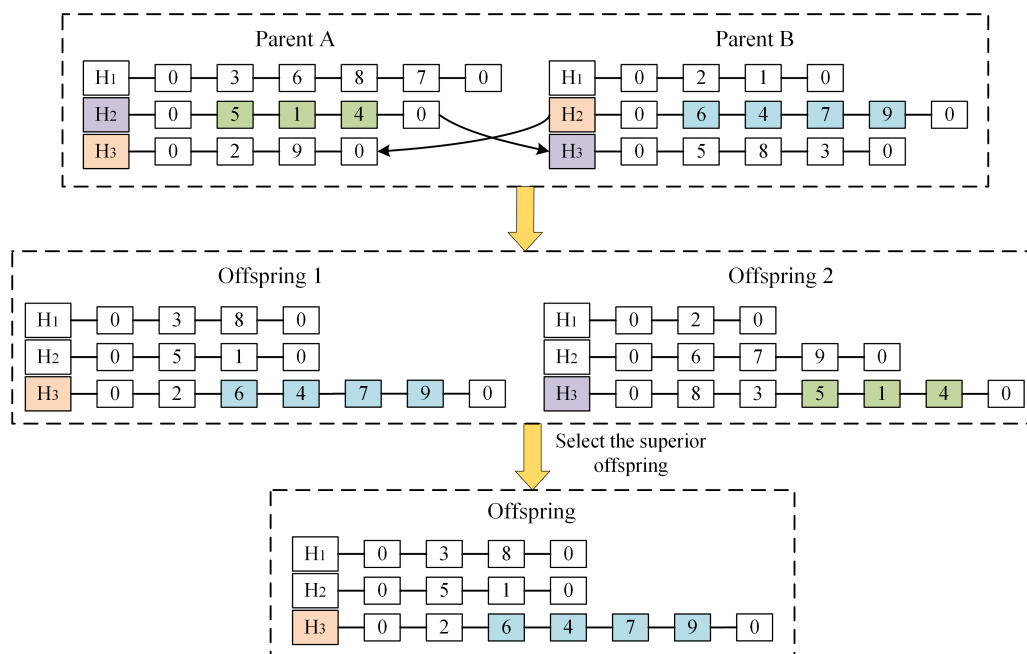 Parent A
H1 0 3 6 8 7 0
H2 0 5 1 4 0
H3 0 2 9 0
Parent B
H1 0 2 1 0
H2 0 6 4 7 9 0
H3 0 5 8 3 0
Offspring 1
H1 0 3 8 0
H2 0 5 1 0
H3 0 2 6 4 7 9 0
Offspring 2
H1 0 2 0
H2 0 6 7 9 0
H3 0 8 3 5 1 4 0
Select the superior
offspring
Offspring
H1 0 3 8 0
H2 0 5 1 0
H3 0 2 6 4 7 9 0